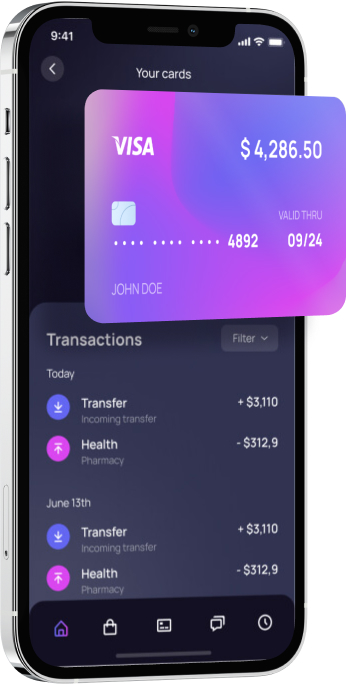 9:41
Your cards
VISA
$ 4,286.50
VALID THRU
•••• •••• •••• 4892 09/24
JOHN DOE
Transactions
Filter
Today
Transfer + $3,110
Incoming transfer
Health - $312,9
Pharmacy
June 13th
Transfer + $3,110
Incoming transfer
Health - $312,9
Pharmacy